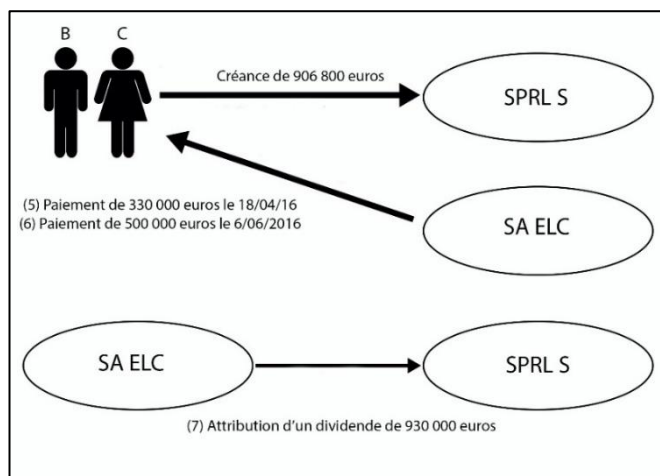 B C
Créance de 906 800 euros
SPRL S
(5) Paiement de 330 000 euros le 18/04/16
(6) Paiement de 500 000 euros le 6/06/2016
SA ELC
SA ELC
SPRL S
(7) Attribution d'un dividende de 930 000 euros